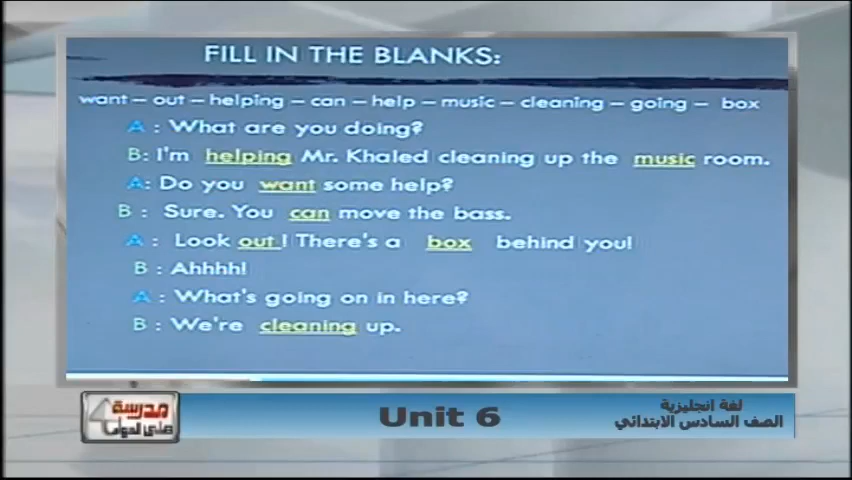 FILL IN THE BLANKS:
want – out – helping – can – help – music – cleaning – going – box
A : What are you doing?
B: I'm helping Mr. Khaled cleaning up the music room.
A: Do you want some help?
B : Sure. You can move the bass.
A : Look out ! There's a box behind you!
B : Ahhhh!
A : What's going on in here?
B : We're cleaning up.
مدرسة
على الهواء
Unit 6
لغة انجليزية
الصف السادس الابتدائي